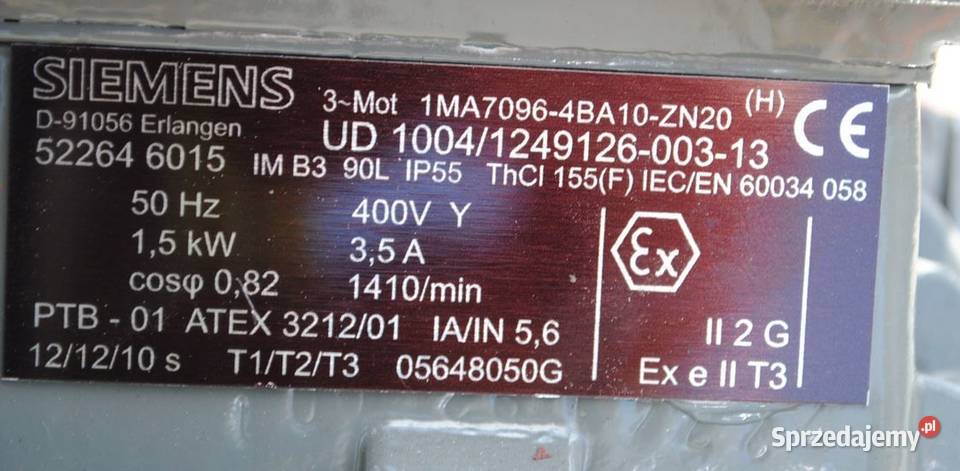 SIEMENS
D-91056 Erlangen
52264 6015
3~Mot 1MA7096-4BA10-ZN20 (H) CE
UD 1004/1249126-003-13
IM B3 90L IP55 ThCl 155(F) IEC/EN 60034 058
50 Hz 400V Y
1,5 kW 3,5 A
cosφ 0,82 1410/min
PTB - 01 ATEX 3212/01 IA/IN 5,6
12/12/10 s T1/T2/T3 05648050G
Ex
II 2 G
Ex e II T3
Sprzedajemy.pl